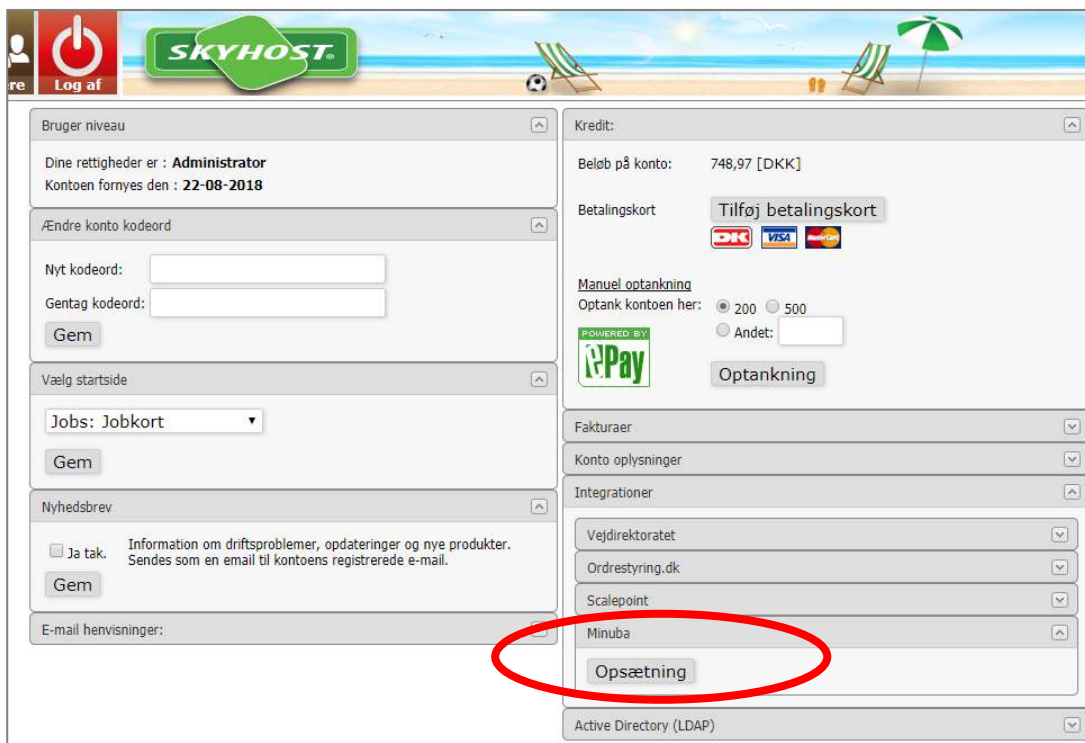 re
Log af
SKYHOST®
Bruger niveau
Dine rettigheder er : Administrator
Kontoen fornyes den : 22-08-2018
Ændre konto kodeord
Nyt kodeord:
Gentag kodeord:
Gem
Vælg startside
Jobs: Jobkort
Gem
Nyhedsbrev
Ja tak.
Information om driftsproblemer, opdateringer og nye produkter.
Sendes som en email til kontoens registrerede e-mail.
Gem
E-mail henvisninger:
Kredit:
Beløb på konto: 748,97 [DKK]
Betalingskort
Tilføj betalingskort
DK VISA MasterCard
Manuel optankning
Optank kontoen her: 200 500
Andet:
POWERED BY
ePay
Optankning
Fakturaer
Konto oplysninger
Integrationer
Vejdirektoratet
Ordrestyring.dk
Scalepoint
Minuba
Opsætning
Active Directory (LDAP)